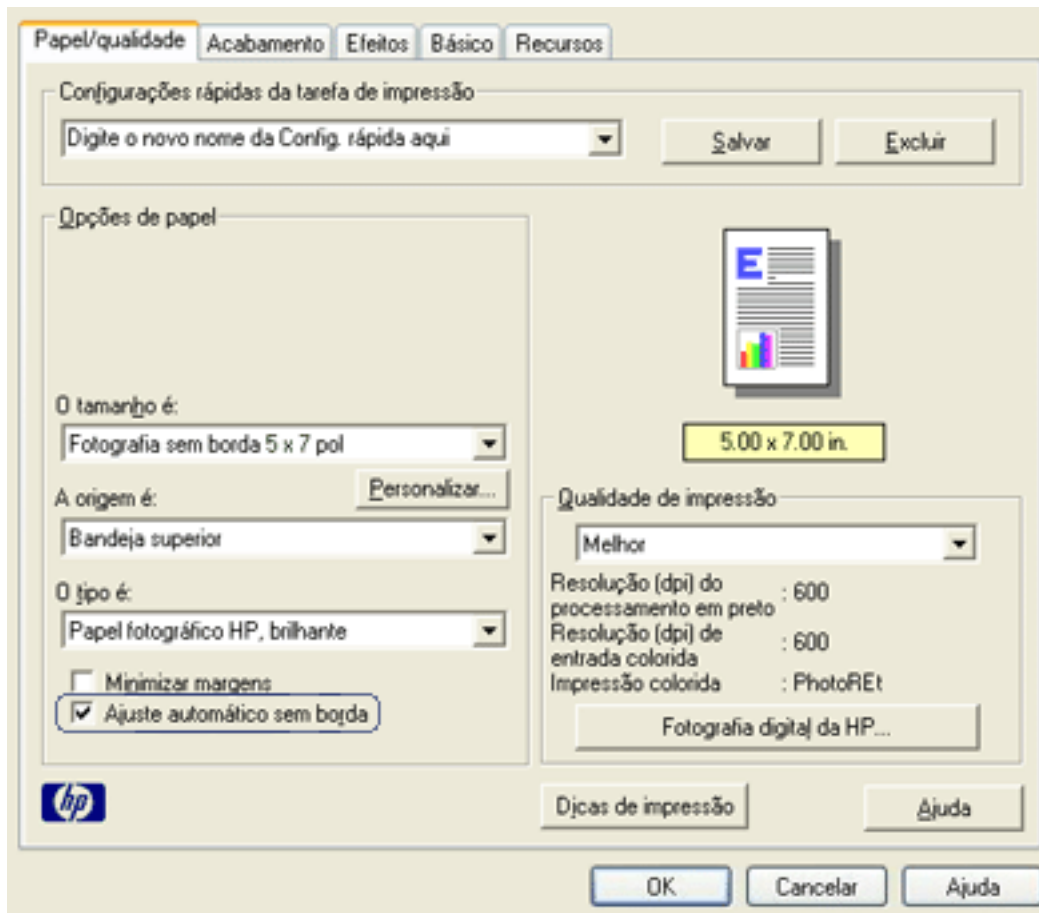 Papel/qualidade Acabamento Efeitos Básico Recursos
Configurações rápidas da tarefa de impressão
Digite o novo nome da Config. rápida aqui
Salvar
Excluir
Opções de papel
O tamanho é:
Fotografia sem borda 5 x 7 pol
Personalizar...
A origem é:
Bandeja superior
O tipo é:
Papel fotográfico HP, brilhante
Minimizar margens
Ajuste automático sem borda
E
5.00 x 7.00 in.
Qualidade de impressão
Melhor
Resolução (dpi) do
processamento em preto : 600
Resolução (dpi) de
entrada colorida : 600
Impressão colorida : PhotoREt
Fotografia digital da HP...
hp
Dicas de impressão
Ajuda
OK Cancelar Ajuda